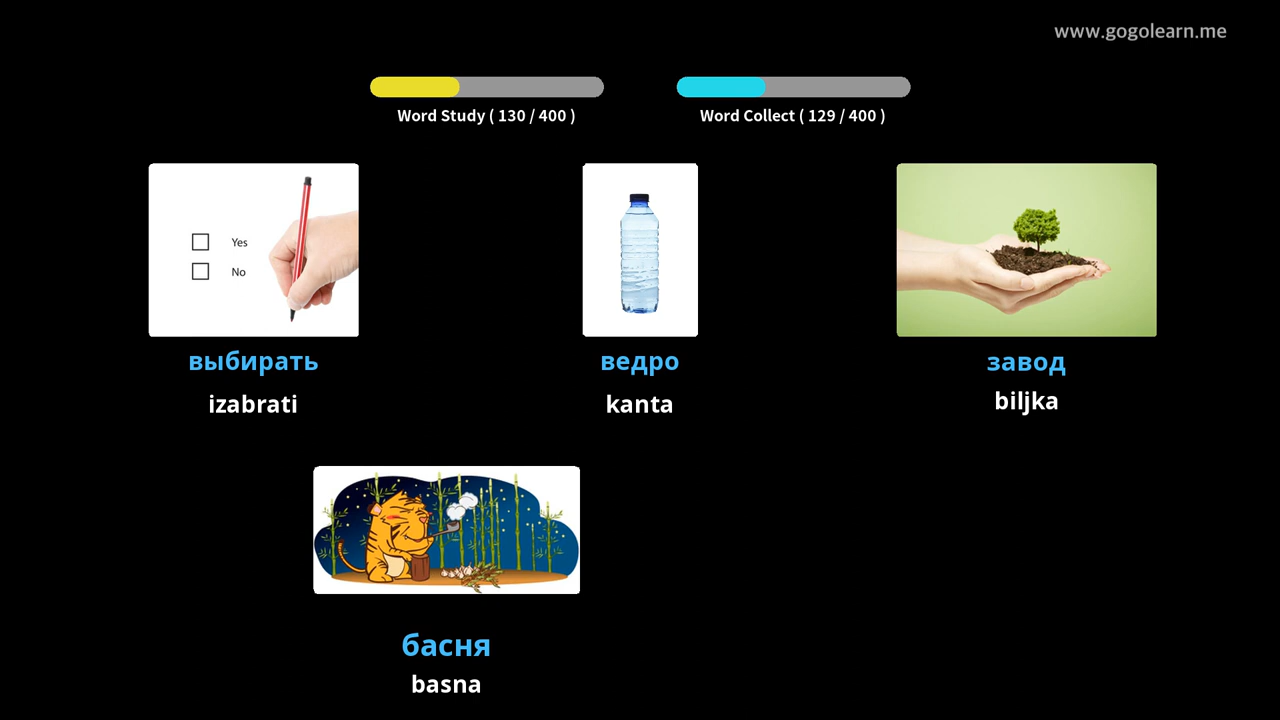 www.gogolearn.me
Word Study ( 130 / 400 )
Word Collect ( 129 / 400 )
Yes
No
выбирать
izabrati
ведро
kanta
завод
biljka
басня
basna